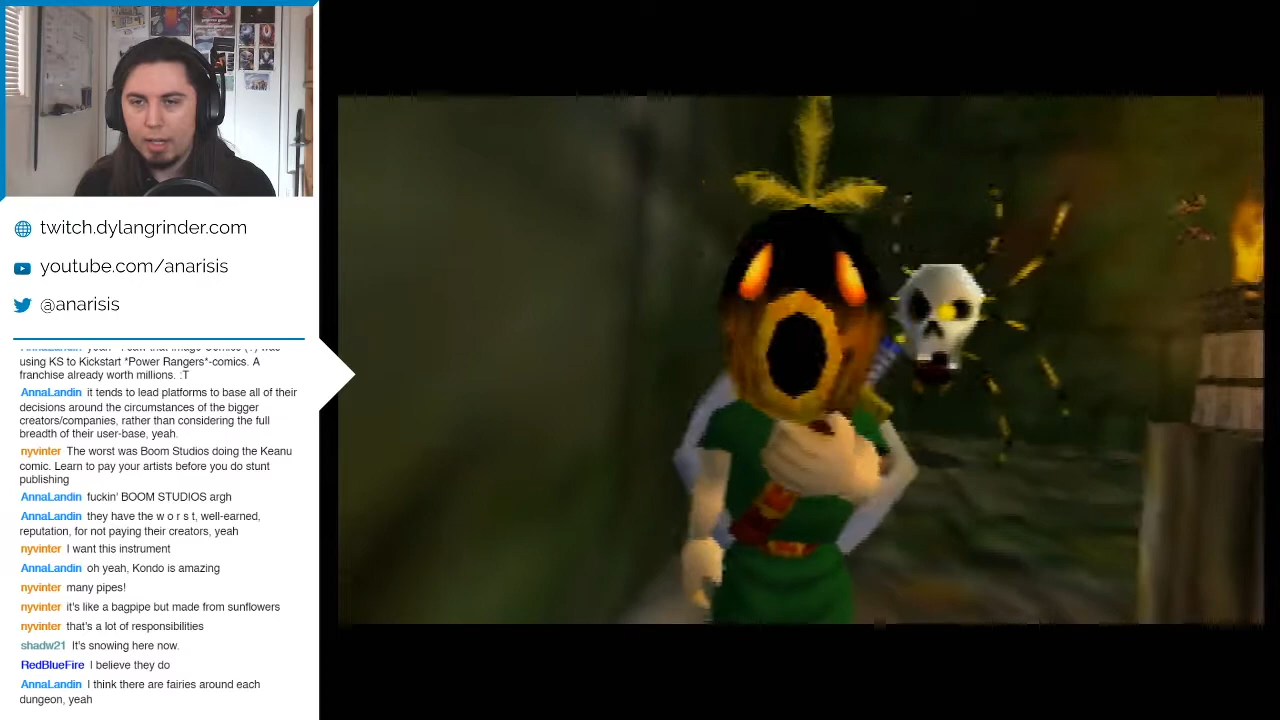 twitch.dylangrinder.com
youtube.com/anarisis
@anarisis
using KS to Kickstart *Power Rangers*-comics. A
franchise already worth millions. :T
AnnaLandin it tends to lead platforms to base all of their
decisions around the circumstances of the bigger
creators/companies, rather than considering the full
breadth of their user-base, yeah.
nyvinter The worst was Boom Studios doing the Keanu
comic. Learn to pay your artists before you do stunt
publishing
AnnaLandin fuckin' BOOM STUDIOS argh
AnnaLandin they have the w o r s t, well-earned,
reputation, for not paying their creators, yeah
nyvinter I want this instrument
AnnaLandin oh yeah, Kondo is amazing
nyvinter many pipes!
nyvinter it's like a bagpipe but made from sunflowers
nyvinter that's a lot of responsibilities
shadw21 It's snowing here now.
RedBlueFire I believe they do
AnnaLandin I think there are fairies around each
dungeon, yeah